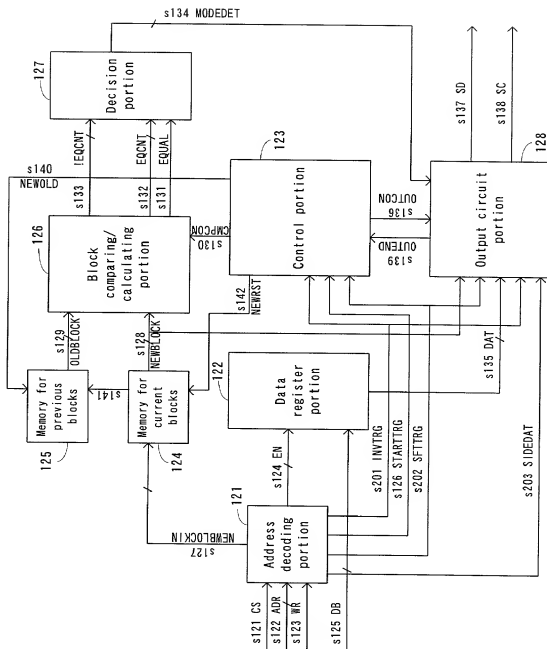 s134 MODEDET
127
Decision
portion
!EQCNT
s133
EQCNT
s132
EQUAL
s131
s140
NEWOLD
126
Block
comparing/
calculating
portion
s129
OLDBLOCK
s128
NEWBLOCK
CMPCON
s130
123
Control portion
s142
NEWRST
OUTCON
s136
OUTEND
s139
s137 SD
s138 SC
128
Output circuit
portion
Memory for
previous
blocks
125
s141
Memory for
current
blocks
124
122
Data
register
portion
s135 DAT
s124 EN
s201 INVTRG
s126 STARTTRG
s202 SFTTRG
s203 SIDEDAT
NEWBLOCKIN
s127
121
Address
decoding
portion
s121 CS
s122 ADR
s123 WR
s125 DB